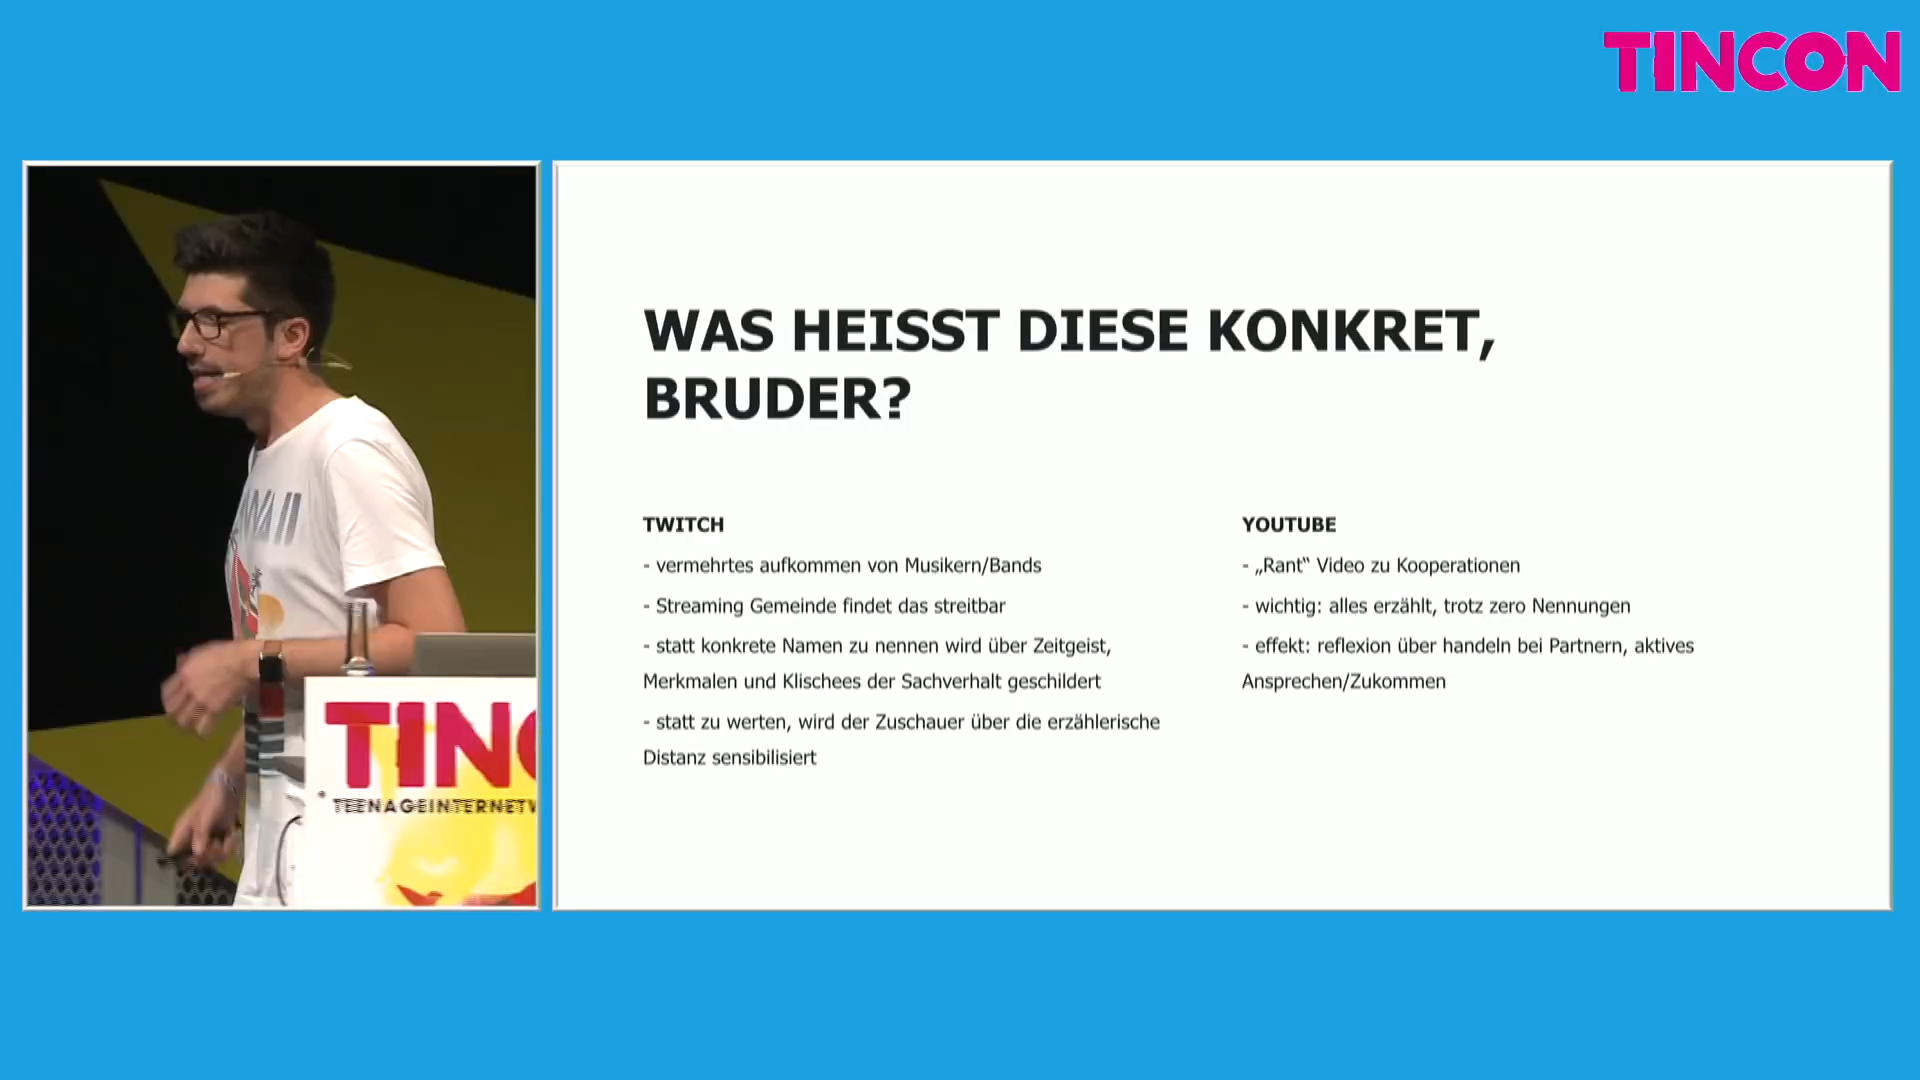 TINCON
WAS HEISST DIESE KONKRET,
BRUDER?
TWITCH
- vermehrtes aufkommen von Musikern/Bands
- Streaming Gemeinde findet das streitbar
- statt konkrete Namen zu nennen wird über Zeitgeist,
Merkmalen und Klischees der Sachverhalt geschildert
- statt zu werten, wird der Zuschauer über die erzählerische
Distanz sensibilisiert
YOUTUBE
- „Rant“ Video zu Kooperationen
- wichtig: alles erzählt, trotz zero Nennungen
- effekt: reflexion über handeln bei Partnern, aktives
Ansprechen/Zukommen
TINC
TEENAGEINTERNETW